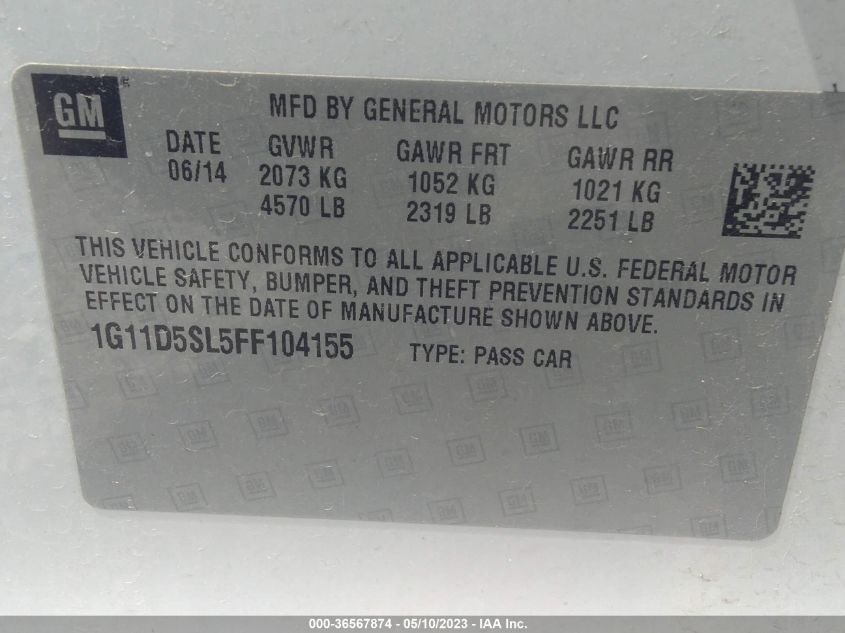 GM
MFD BY GENERAL MOTORS LLC
DATE GVWR GAWR FRT GAWR RR
06/14 2073 KG 1052 KG 1021 KG
4570 LB 2319 LB 2251 LB
THIS VEHICLE CONFORMS TO ALL APPLICABLE U.S. FEDERAL MOTOR
VEHICLE SAFETY, BUMPER, AND THEFT PREVENTION STANDARDS IN
EFFECT ON THE DATE OF MANUFACTURE SHOWN ABOVE.
1G11D5SL5FF104155 TYPE: PASS CAR
000-36567874 - 05/10/2023 - IAA Inc.